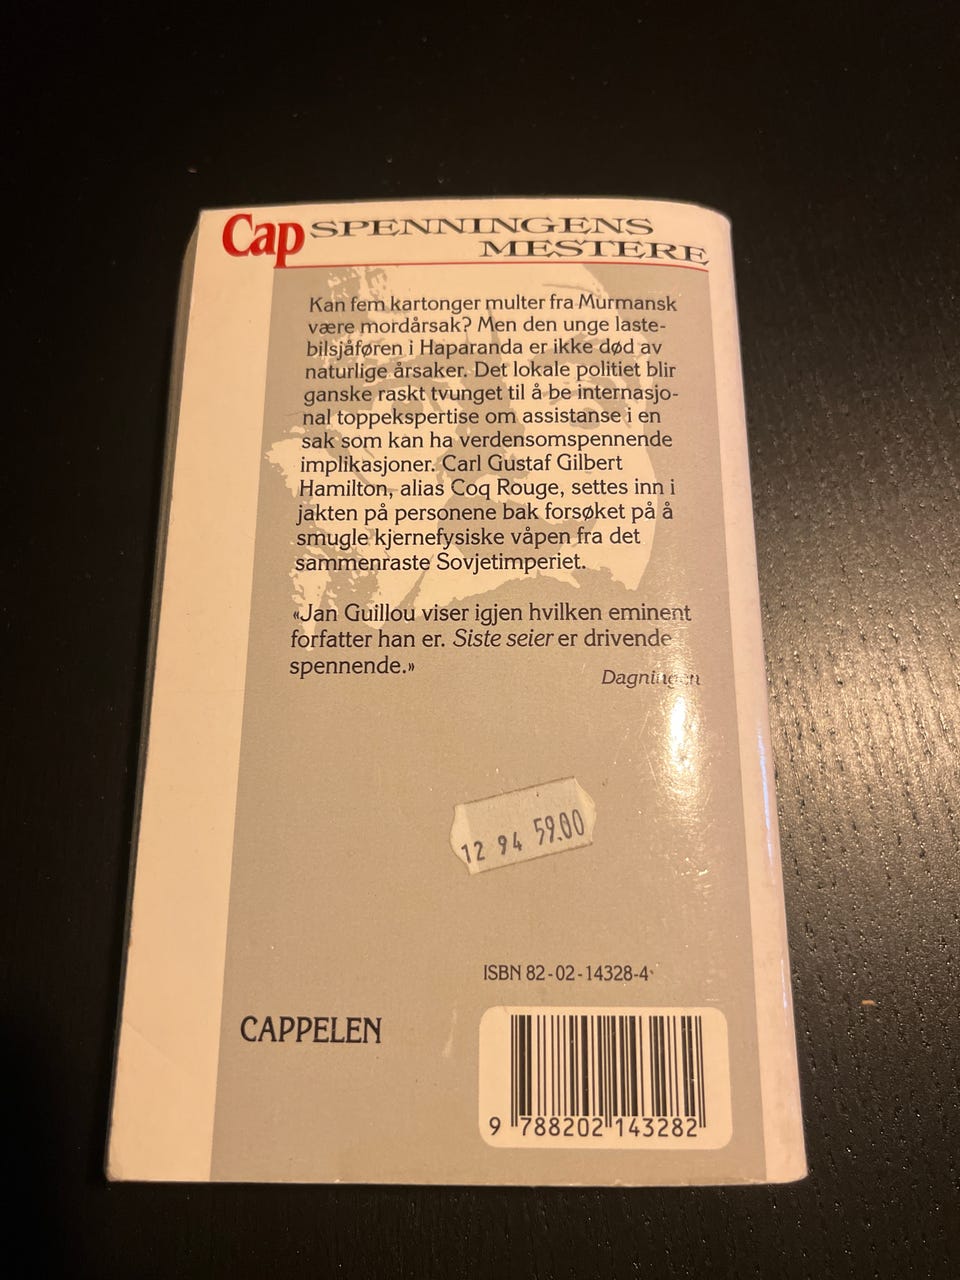 Cap SPENNINGENS
MESTERE
Kan fem kartonger multer fra Murmansk
være mordårsak? Men den unge laste-
bilsjåføren i Haparanda er ikke død av
naturlige årsaker. Det lokale politiet blir
ganske raskt tvunget til å be internasjo-
nal toppekspertise om assistanse i en
sak som kan ha verdensomspennende
implikasjoner. Carl Gustaf Gilbert
Hamilton, alias Coq Rouge, settes inn i
jakten på personene bak forsøket på å
smugle kjernefysiske våpen fra det
sammenraste Sovjetimperiet.
«Jan Guillou viser igjen hvilken eminent
forfatter han er. Siste seier er drivende
spennende.»
Dagningen
12 94 59.00
ISBN 82-02-14328-4
CAPPELEN
9 788202 143282